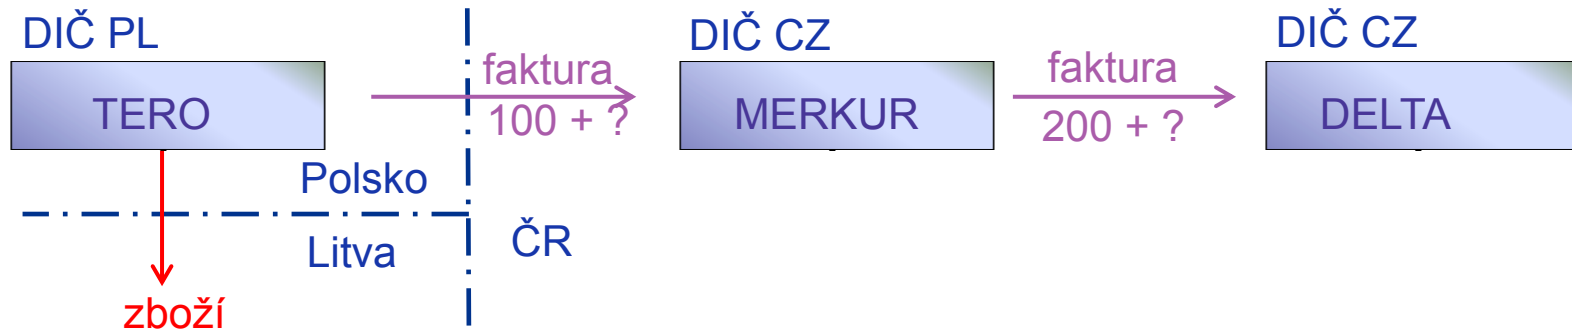 DIČ PL
TERO
faktura
100 + ?
DIČ CZ
MERKUR
faktura
200 + ?
DIČ CZ
DELTA
Polsko
Litva
ČR
zboží